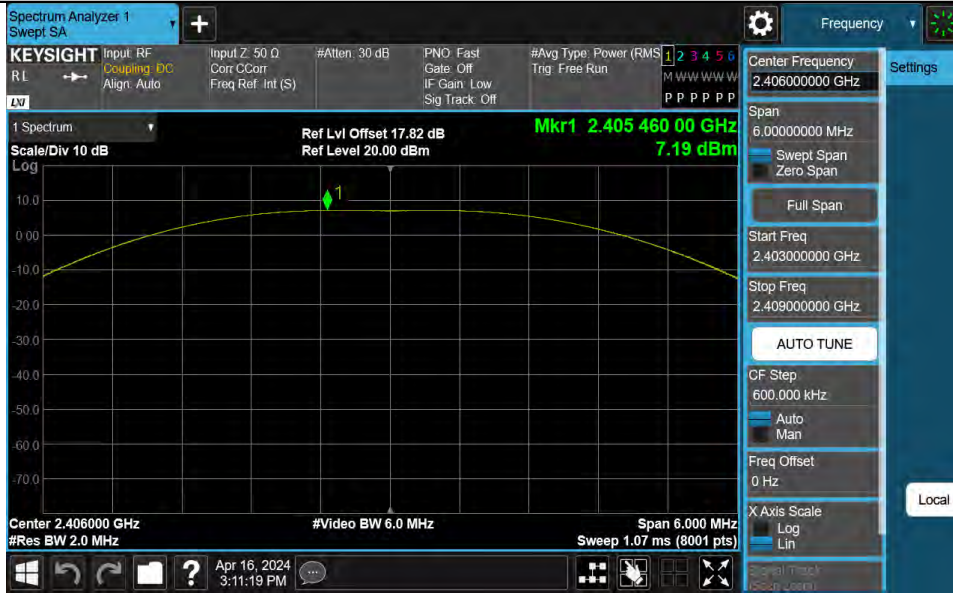 Spectrum Analyzer 1
Swept SA
Frequency
KEYSIGHT
RL
LXI
Input: RF
Coupling: DC
Align: Auto
Input Z: 50 Ω
Corr CCorr
Freq Ref: Int (S)
#Atten: 30 dB
PNO: Fast
Gate: Off
IF Gain: Low
Sig Track: Off
#Avg Type: Power (RMS
Trig: Free Run
1 2 3 4 5 6
M W W W W W
P P P P P P
1 Spectrum
Scale/Div 10 dB
Log
Ref Lvl Offset 17.82 dB
Ref Level 20.00 dBm
Mkr1 2.405 460 00 GHz
7.19 dBm
1
10.0
0.00
-10.0
-20.0
-30.0
-40.0
-50.0
-60.0
-70.0
Center 2.406000 GHz
#Res BW 2.0 MHz
#Video BW 6.0 MHz
Span 6.000 MHz
Sweep 1.07 ms (8001 pts)
Center Frequency
2.406000000 GHz
Span
6.00000000 MHz
Swept Span
Zero Span
Full Span
Start Freq
2.403000000 GHz
Stop Freq
2.409000000 GHz
AUTO TUNE
CF Step
600.000 kHz
Auto
Man
Freq Offset
0 Hz
X Axis Scale
Log
Lin
Signal Track
(Span Zoom)
Settings
Local
Apr 16, 2024
3:11:19 PM